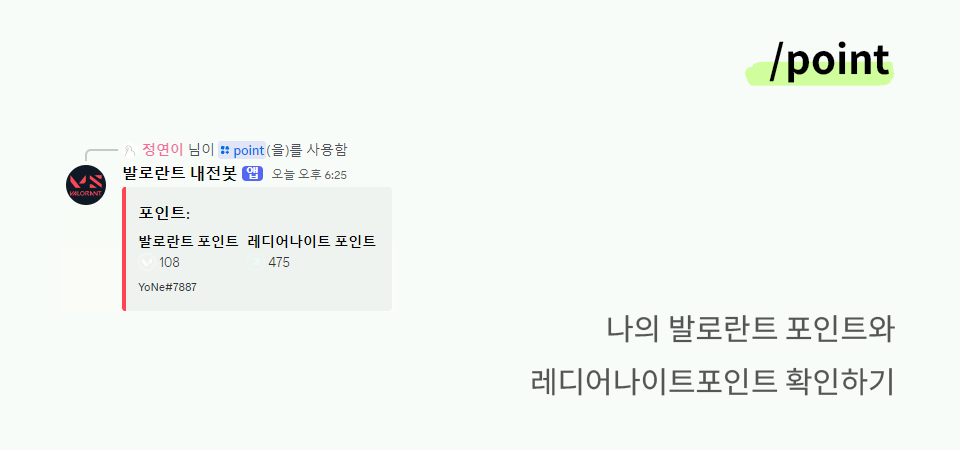 /point
정연이 님이 point(을)를 사용함
발로란트 내전봇 앱 오늘 오후 6:25
VS
VALORANT
포인트:
발로란트 포인트 레디어나이트 포인트
108 475
YoNe#7887
나의 발로란트 포인트와
레디어나이트포인트 확인하기